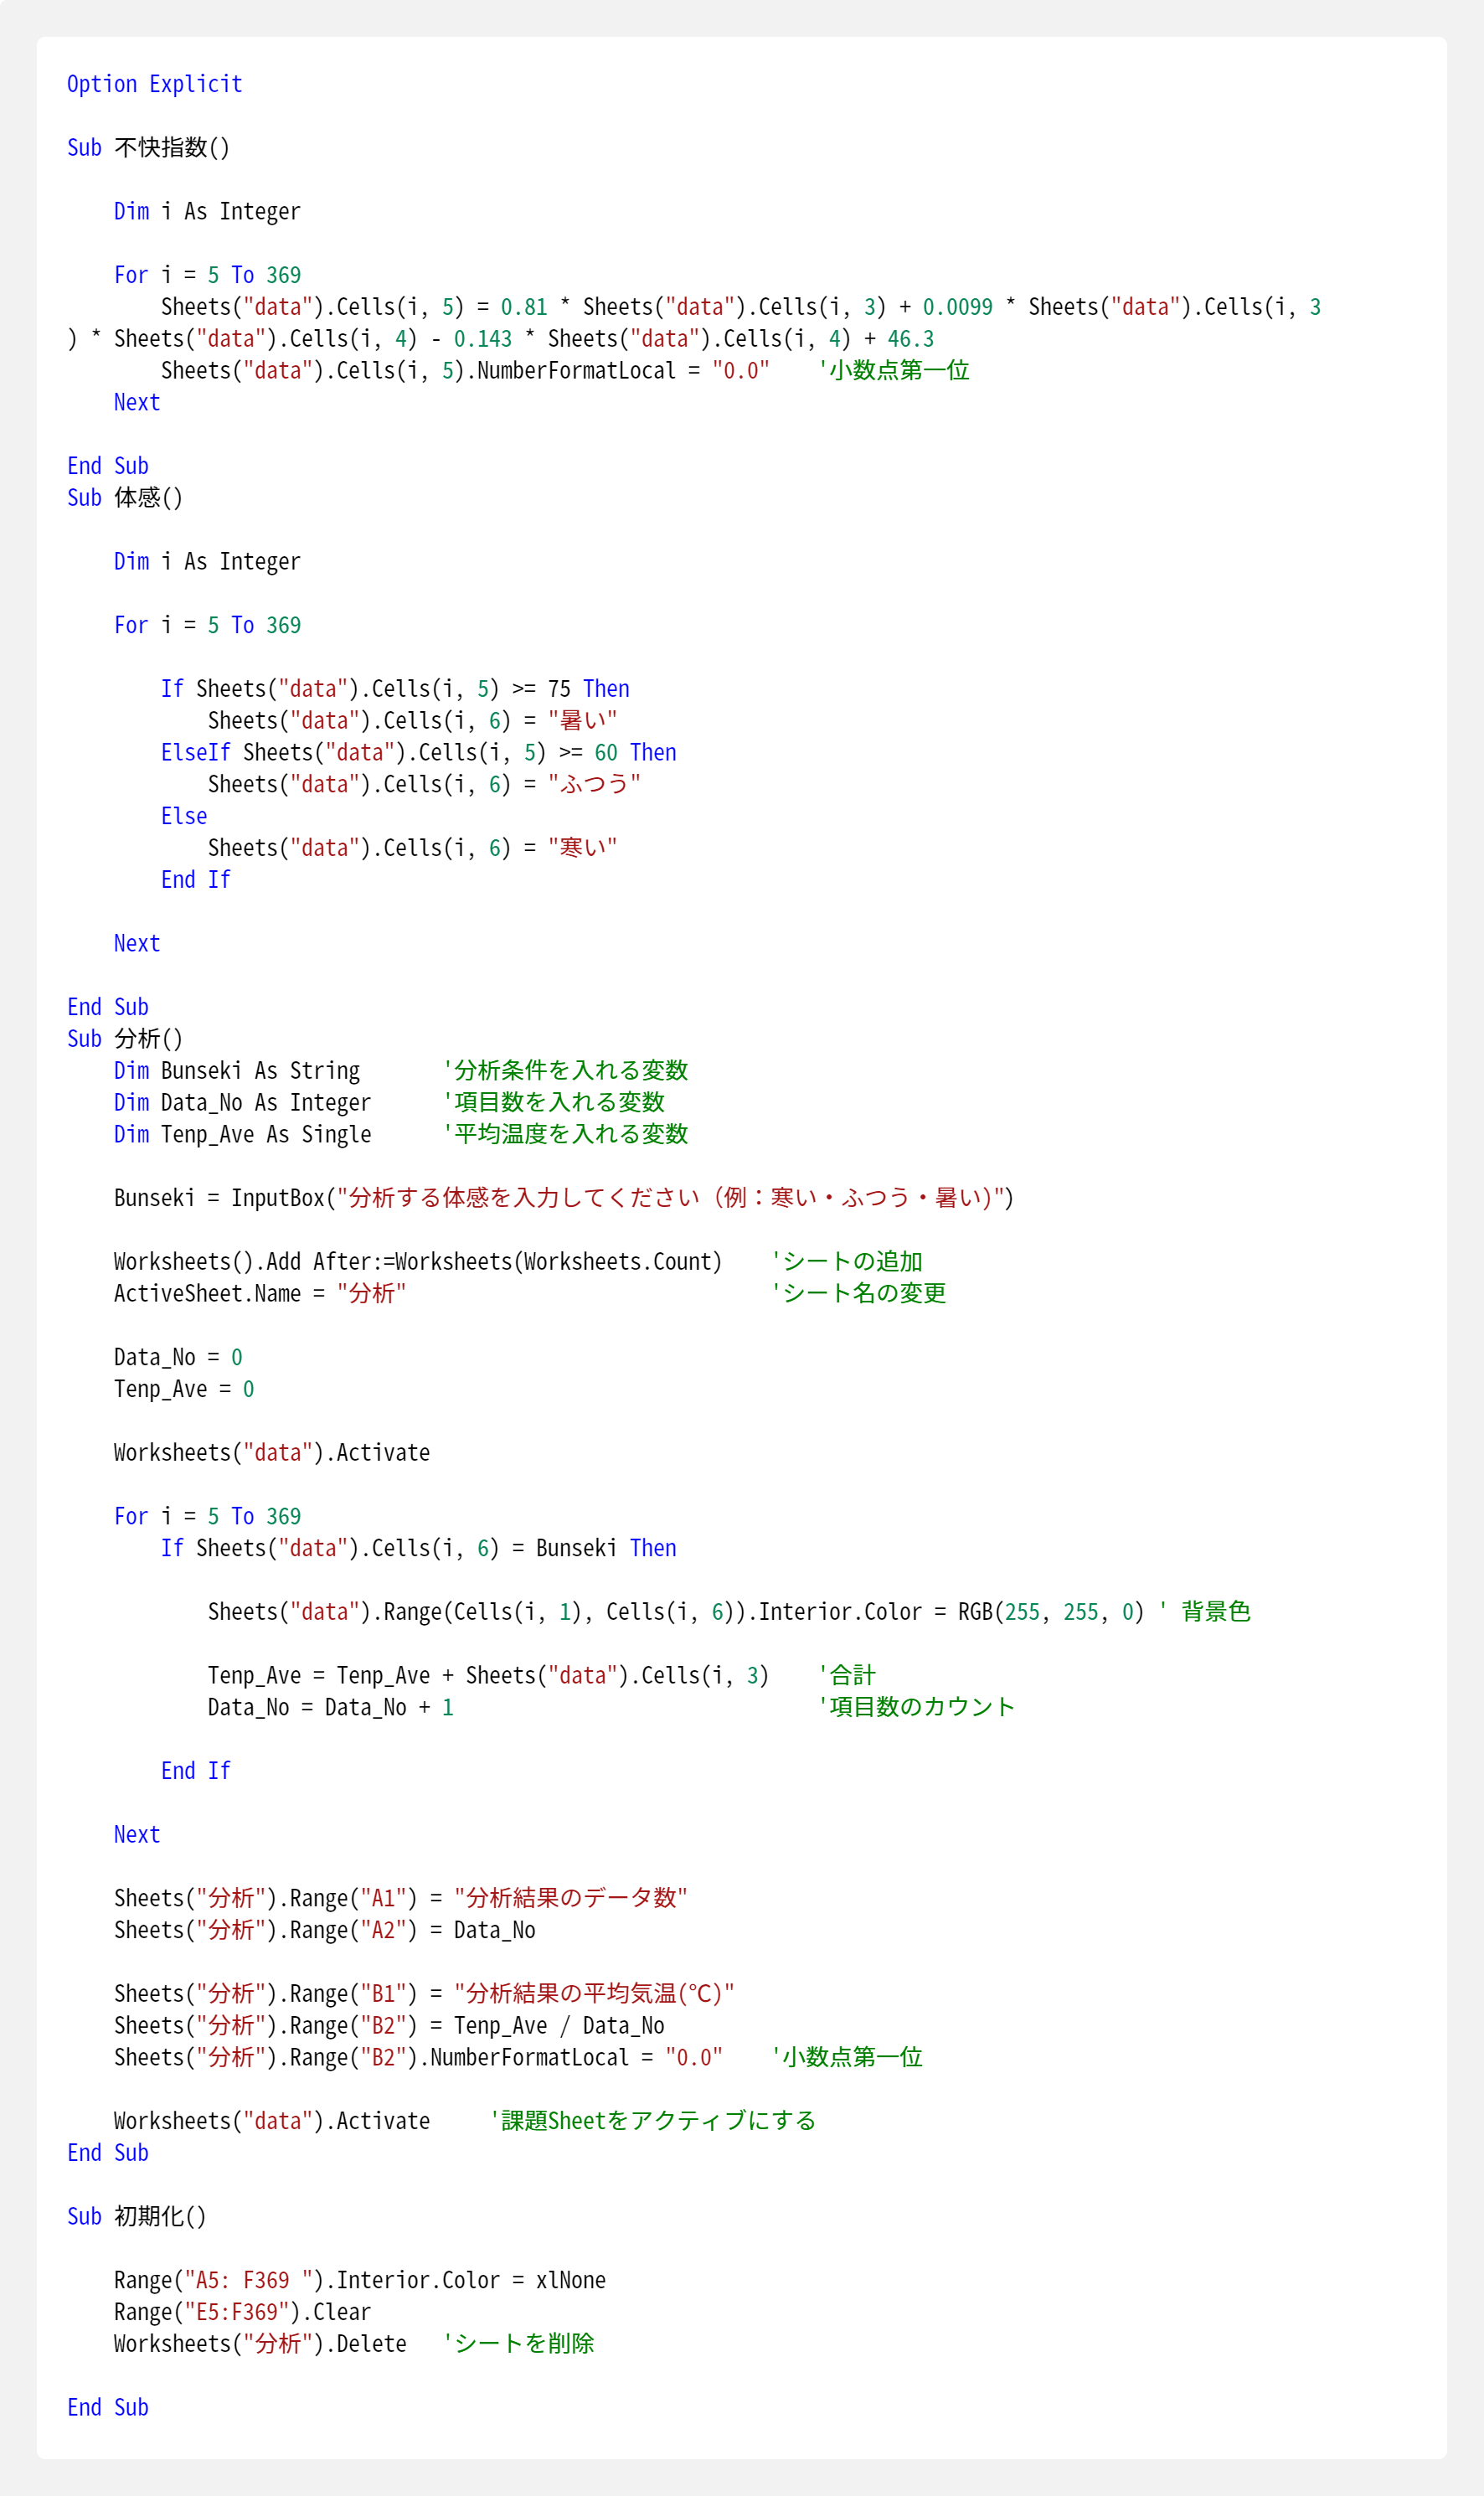 Option Explicit
Sub 不快指数()
Dim i As Integer
For i = 5 To 369
Sheets("data").Cells(i, 5) = 0.81 * Sheets("data").Cells(i, 3) + 0.0099 * Sheets("data").Cells(i, 3
) * Sheets("data").Cells(i, 4) - 0.143 * Sheets("data").Cells(i, 4) + 46.3
Sheets("data").Cells(i, 5).NumberFormatLocal = "0.0"    '小数点第一位
Next
End Sub
Sub 体感()
Dim i As Integer
For i = 5 To 369
If Sheets("data").Cells(i, 5) >= 75 Then
Sheets("data").Cells(i, 6) = "暑い"
ElseIf Sheets("data").Cells(i, 5) >= 60 Then
Sheets("data").Cells(i, 6) = "ふつう"
Else
Sheets("data").Cells(i, 6) = "寒い"
End If
Next
End Sub
Sub 分析()
Dim Bunseki As String       '分析条件を入れる変数
Dim Data_No As Integer      '項目数を入れる変数
Dim Tenp_Ave As Single      '平均温度を入れる変数
Bunseki = InputBox("分析する体感を入力してください（例：寒い・ふつう・暑い)")
Worksheets().Add After:=Worksheets(Worksheets.Count)    'シートの追加
ActiveSheet.Name = "分析"                               'シート名の変更
Data_No = 0
Tenp_Ave = 0
Worksheets("data").Activate
For i = 5 To 369
If Sheets("data").Cells(i, 6) = Bunseki Then
Sheets("data").Range(Cells(i, 1), Cells(i, 6)).Interior.Color = RGB(255, 255, 0) ' 背景色
Tenp_Ave = Tenp_Ave + Sheets("data").Cells(i, 3)    '合計
Data_No = Data_No + 1                               '項目数のカウント
End If
Next
Sheets("分析").Range("A1") = "分析結果のデータ数"
Sheets("分析").Range("A2") = Data_No
Sheets("分析").Range("B1") = "分析結果の平均気温(℃)"
Sheets("分析").Range("B2") = Tenp_Ave / Data_No
Sheets("分析").Range("B2").NumberFormatLocal = "0.0"    '小数点第一位
Worksheets("data").Activate     '課題Sheetをアクティブにする
End Sub
Sub 初期化()
Range("A5: F369 ").Interior.Color = xlNone
Range("E5:F369").Clear
Worksheets("分析").Delete   'シートを削除
End Sub